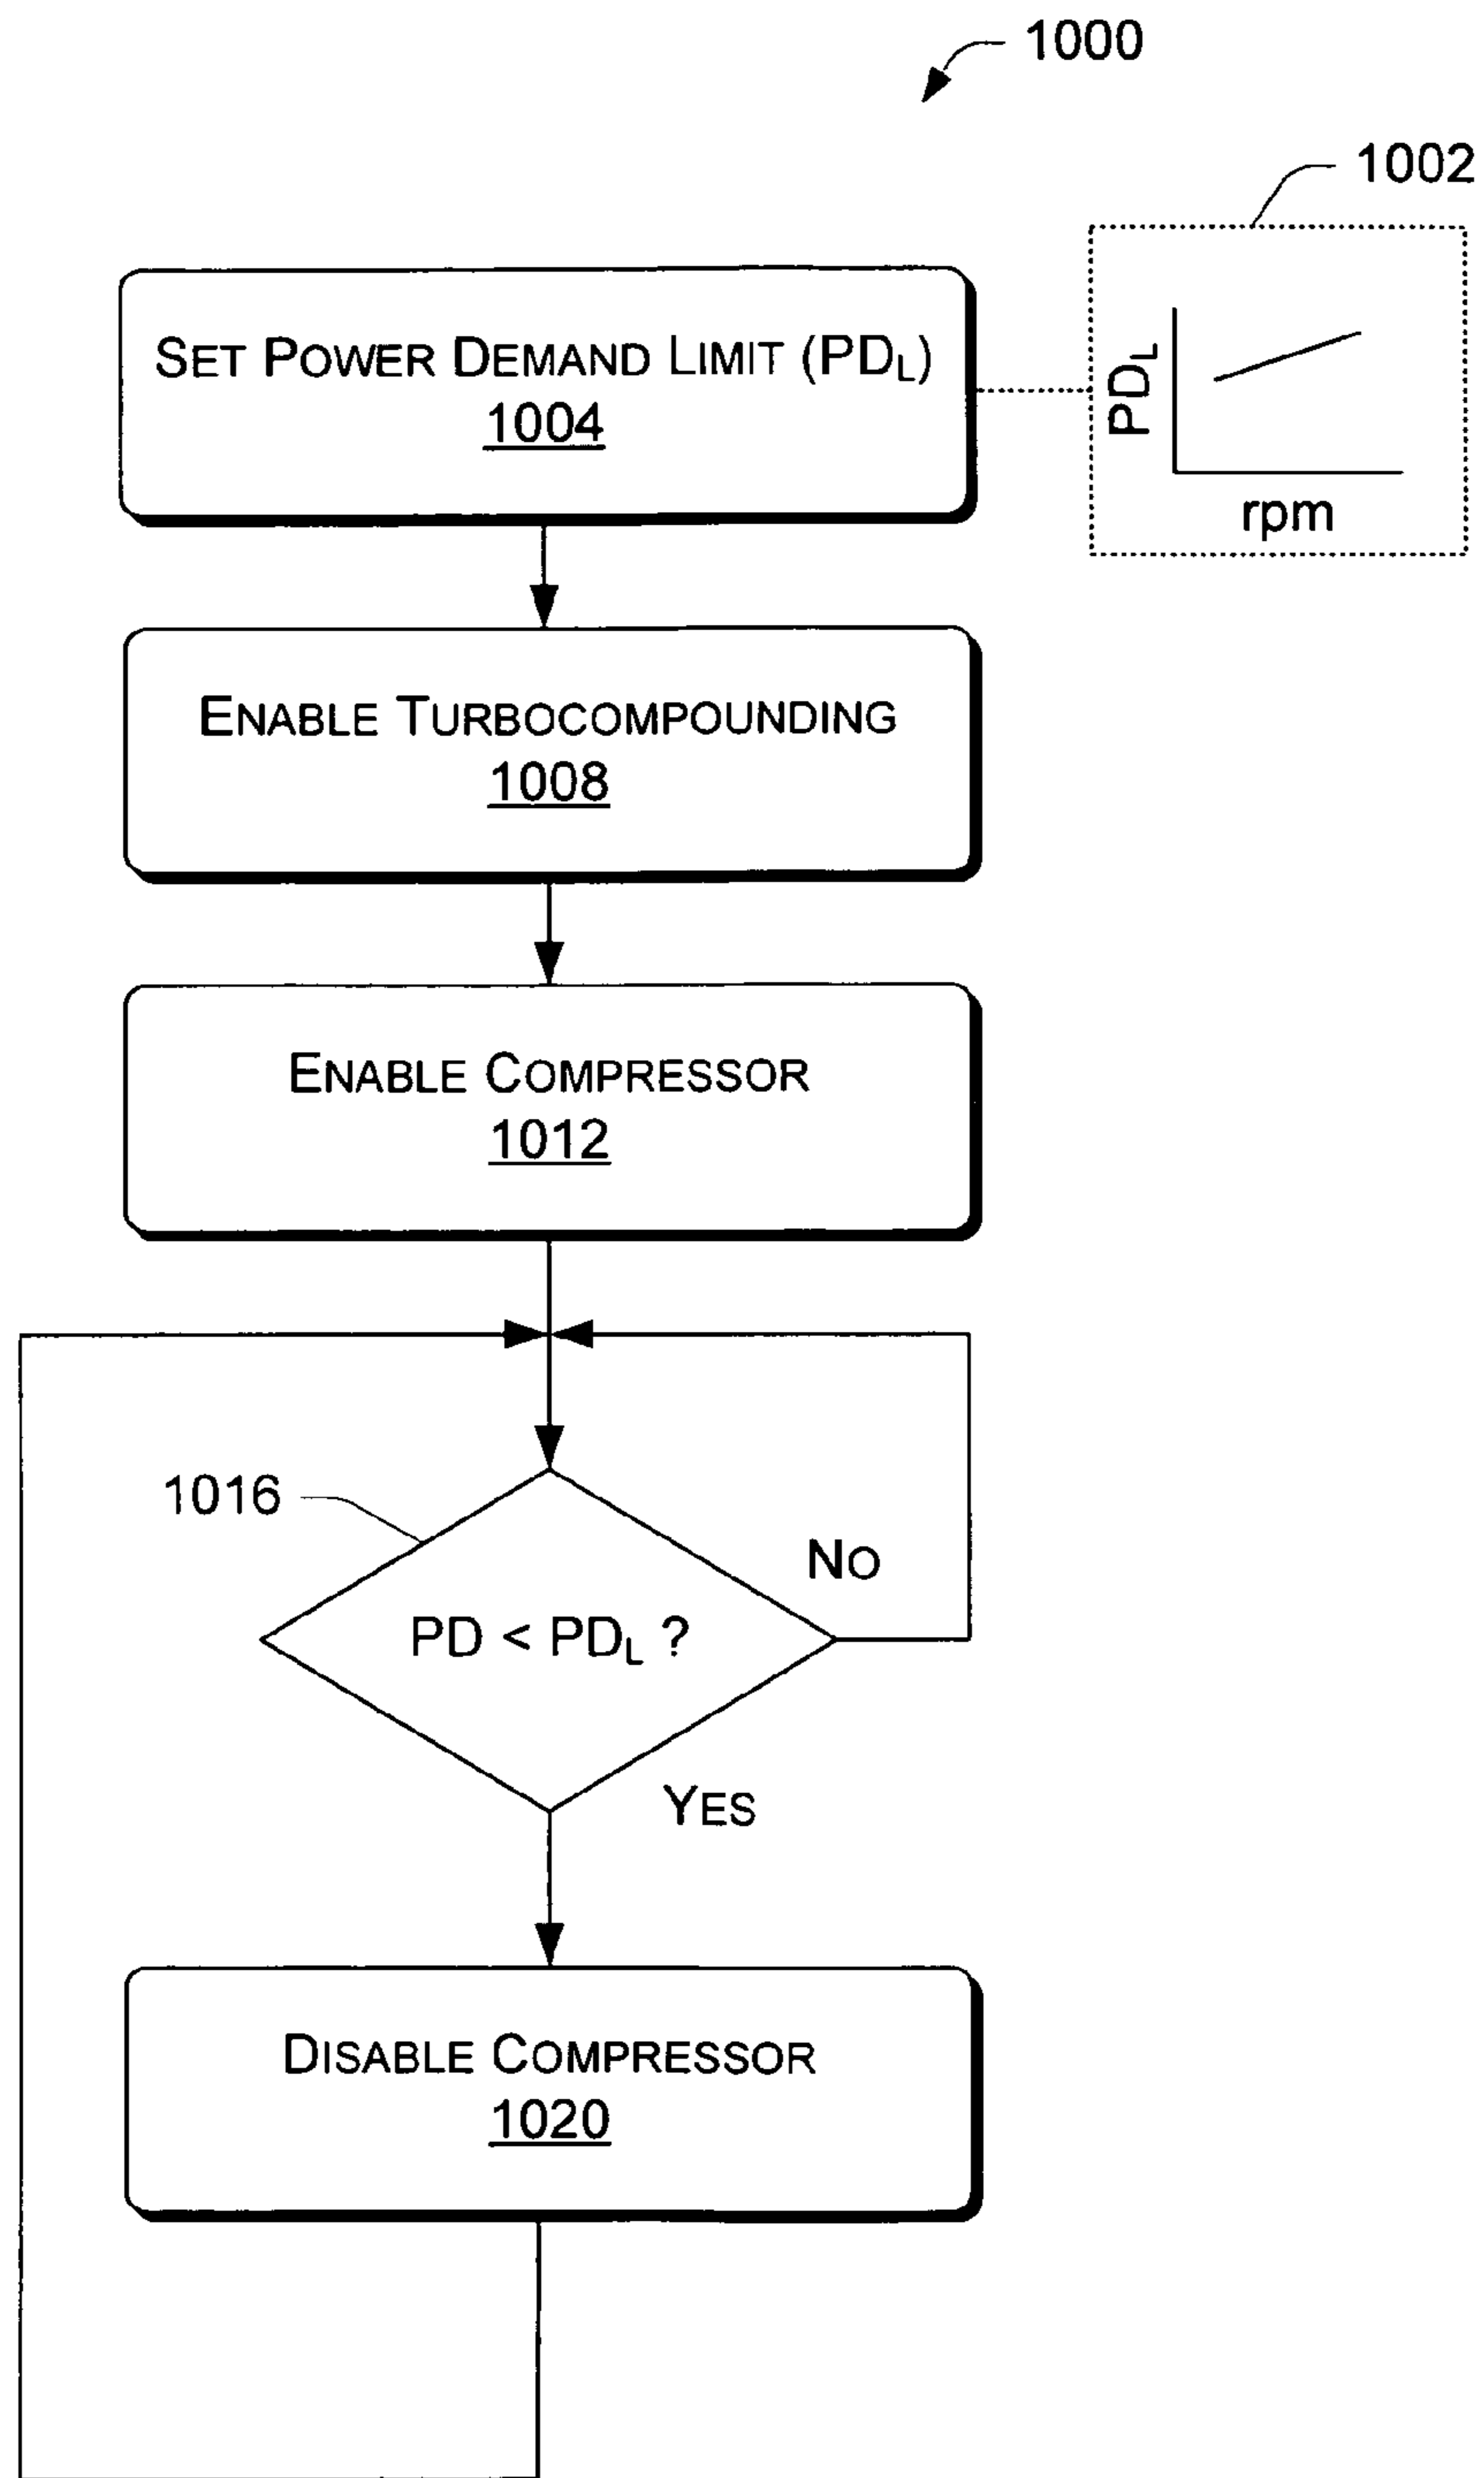 1000
1002
SET POWER DEMAND LIMIT (PDL)
1004
PDL
rpm
ENABLE TURBOCOMPOUNDING
1008
ENABLE COMPRESSOR
1012
1016
NO
PD < PDL ?
YES
DISABLE COMPRESSOR
1020